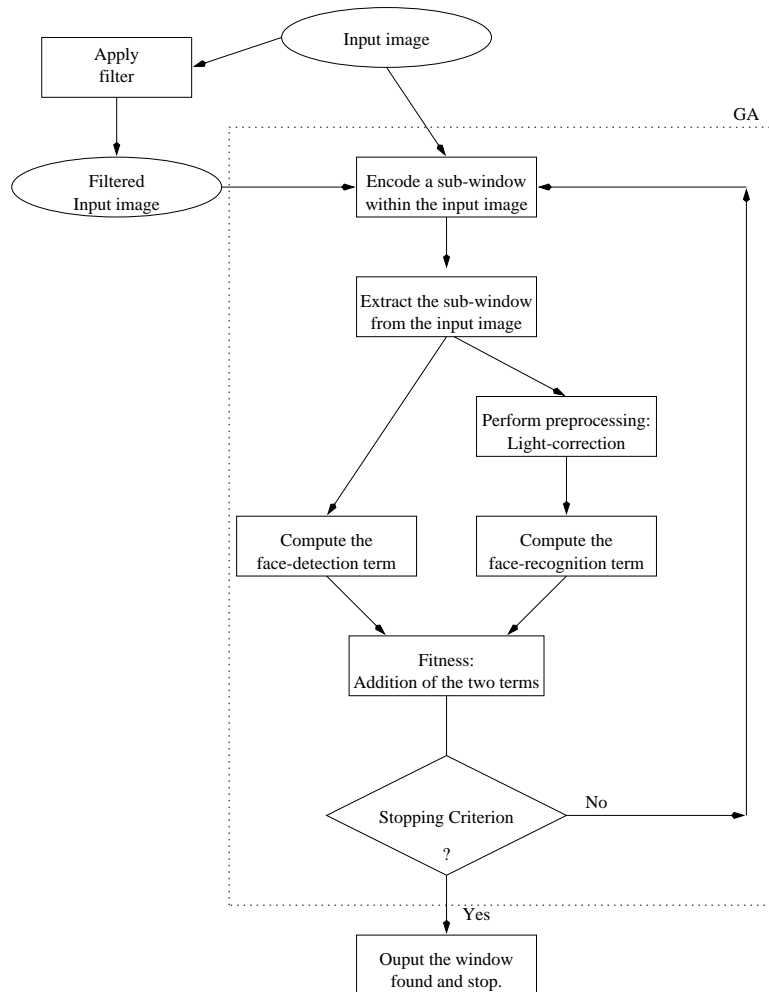 Input image
Apply
filter
GA
Filtered
Input image
Encode a sub-window
within the input image
Extract the sub-window
from the input image
Perform preprocessing:
Light-correction
Compute the
face-detection term
Compute the
face-recognition term
Fitness:
Addition of the two terms
Stopping Criterion
?
No
Yes
Ouput the window
found and stop.